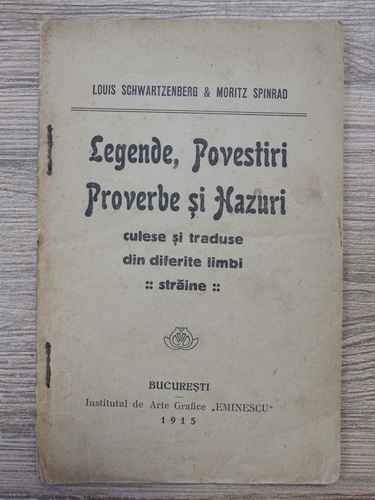 LOUIS SCHWARTZENBERG & MORITZ SPINRAD
Legende, Povestiri
Proverbe și Hazuri
culese și traduse
din diferite limbi
:: străine ::
BUCUREȘTI
Institutul de Arte Grafice „EMINESCU"
1915